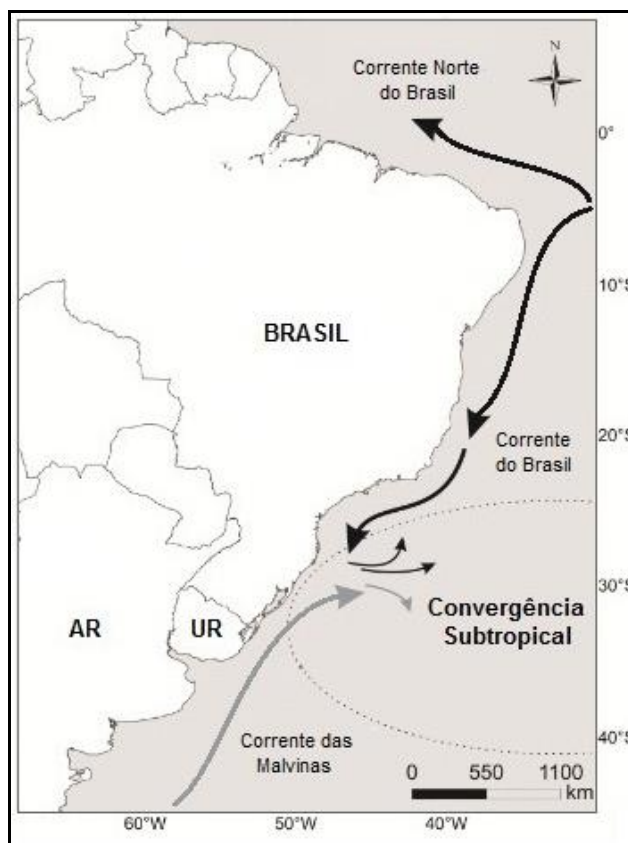 Corrente Norte
do Brasil
N
0°
10°S
BRASIL
20°S
Corrente
do Brasil
30°S
Convergência
Subtropical
AR
UR
40°S
Corrente das
Malvinas
0 550 1100
km
60°W 50°W 40°W